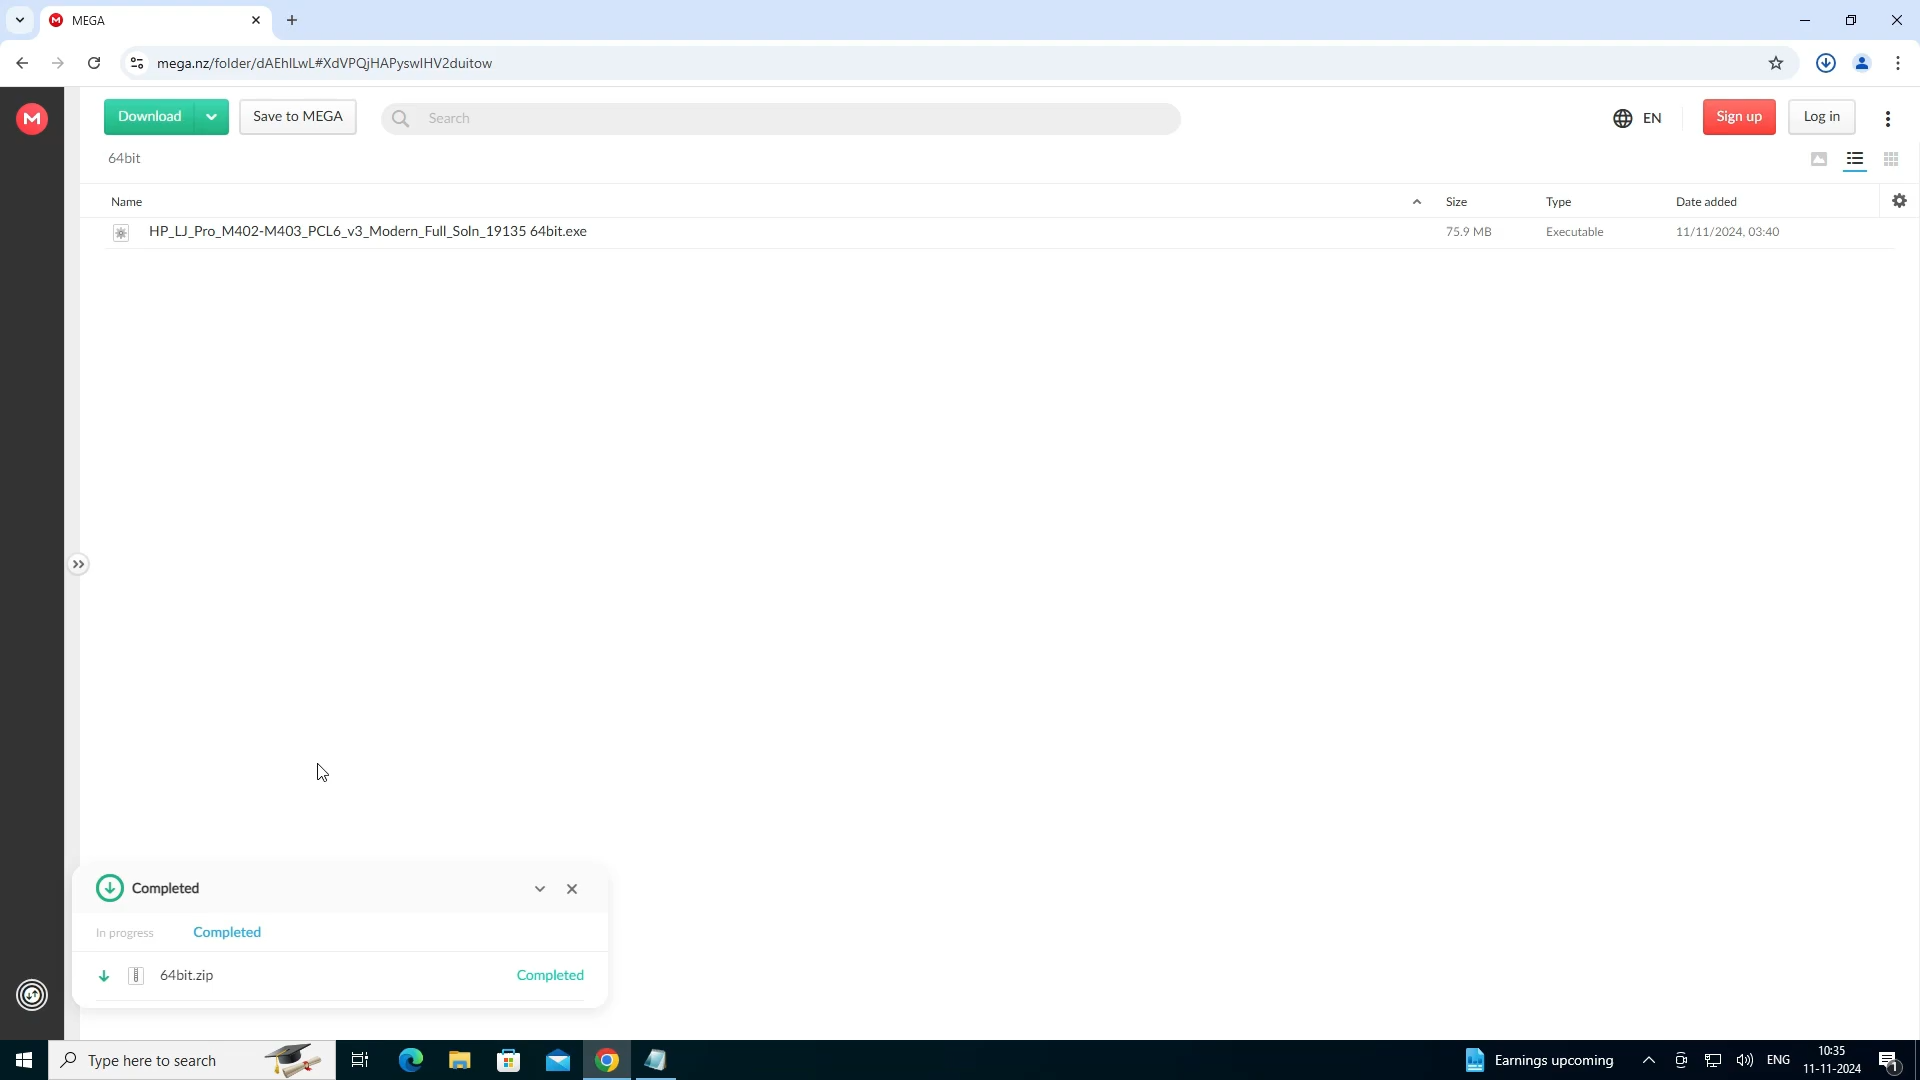 MEGA
mega.nz/folder/dAEhlLwL#XdVPQjHAPyswIHV2duitow
Download
Save to MEGA
Search
EN
Sign up
Log in
64bit
Name
Size
Type
Date added
HP_LJ_Pro_M402-M403_PCL6_v3_Modern_Full_Soln_19135 64bit.exe
75.9 MB
Executable
11/11/2024, 03:40
Completed
In progress
Completed
64bit.zip
Completed
Type here to search
Earnings upcoming
ENG
10:35
11-11-2024
1